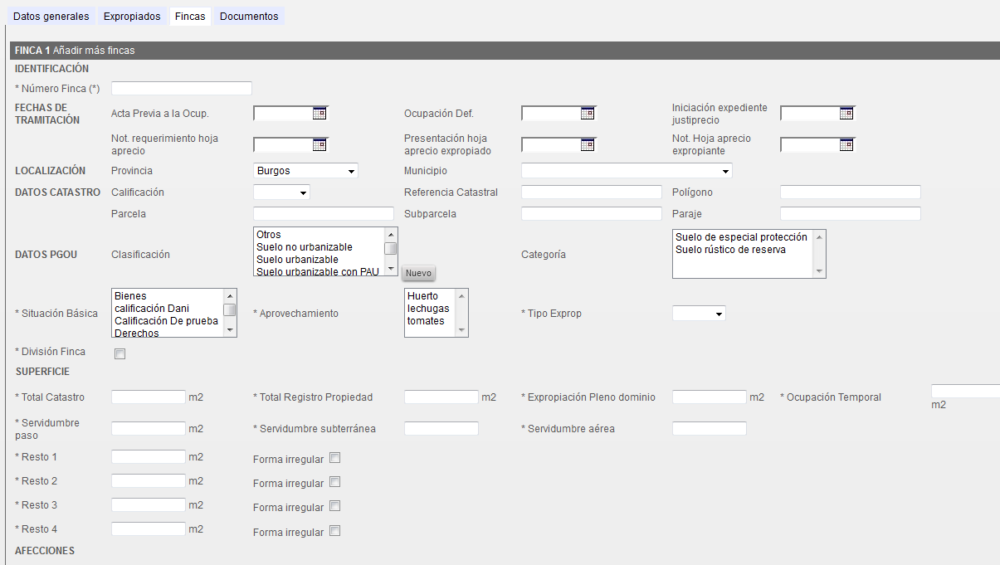 Datos generales Expropiados Fincas Documentos
FINCA 1 Añadir más fincas
IDENTIFICACIÓN
* Número Finca (*)
FECHAS DE TRAMITACIÓN
Acta Previa a la Ocup.
Ocupación Def.
Iniciación expediente
justiprecio
Not. requerimiento hoja
aprecio
Presentación hoja
aprecio expropiado
Not. Hoja aprecio
expropiante
LOCALIZACIÓN Provincia Burgos Municipio
DATOS CATASTRO Calificación Referencia Catastral Polígono
Parcela Subparcela Paraje
DATOS PGOU Clasificación
Otros
Suelo no urbanizable
Suelo urbanizable
Suelo urbanizable con PAU
Nuevo
Categoría
Suelo de especial protección
Suelo rústico de reserva
* Situación Básica
Bienes
calificación Dani
Calificación De prueba
Derechos
* Aprovechamiento
Huerto
lechugas
tomates
* Tipo Exprop
* División Finca
SUPERFICIE
* Total Catastro m2 * Total Registro Propiedad m2 * Expropiación Pleno dominio m2 * Ocupación Temporal
m2
* Servidumbre
paso
m2 * Servidumbre subterránea * Servidumbre aérea
* Resto 1 m2 Forma irregular
* Resto 2 m2 Forma irregular
* Resto 3 m2 Forma irregular
* Resto 4 m2 Forma irregular
AFECCIONES